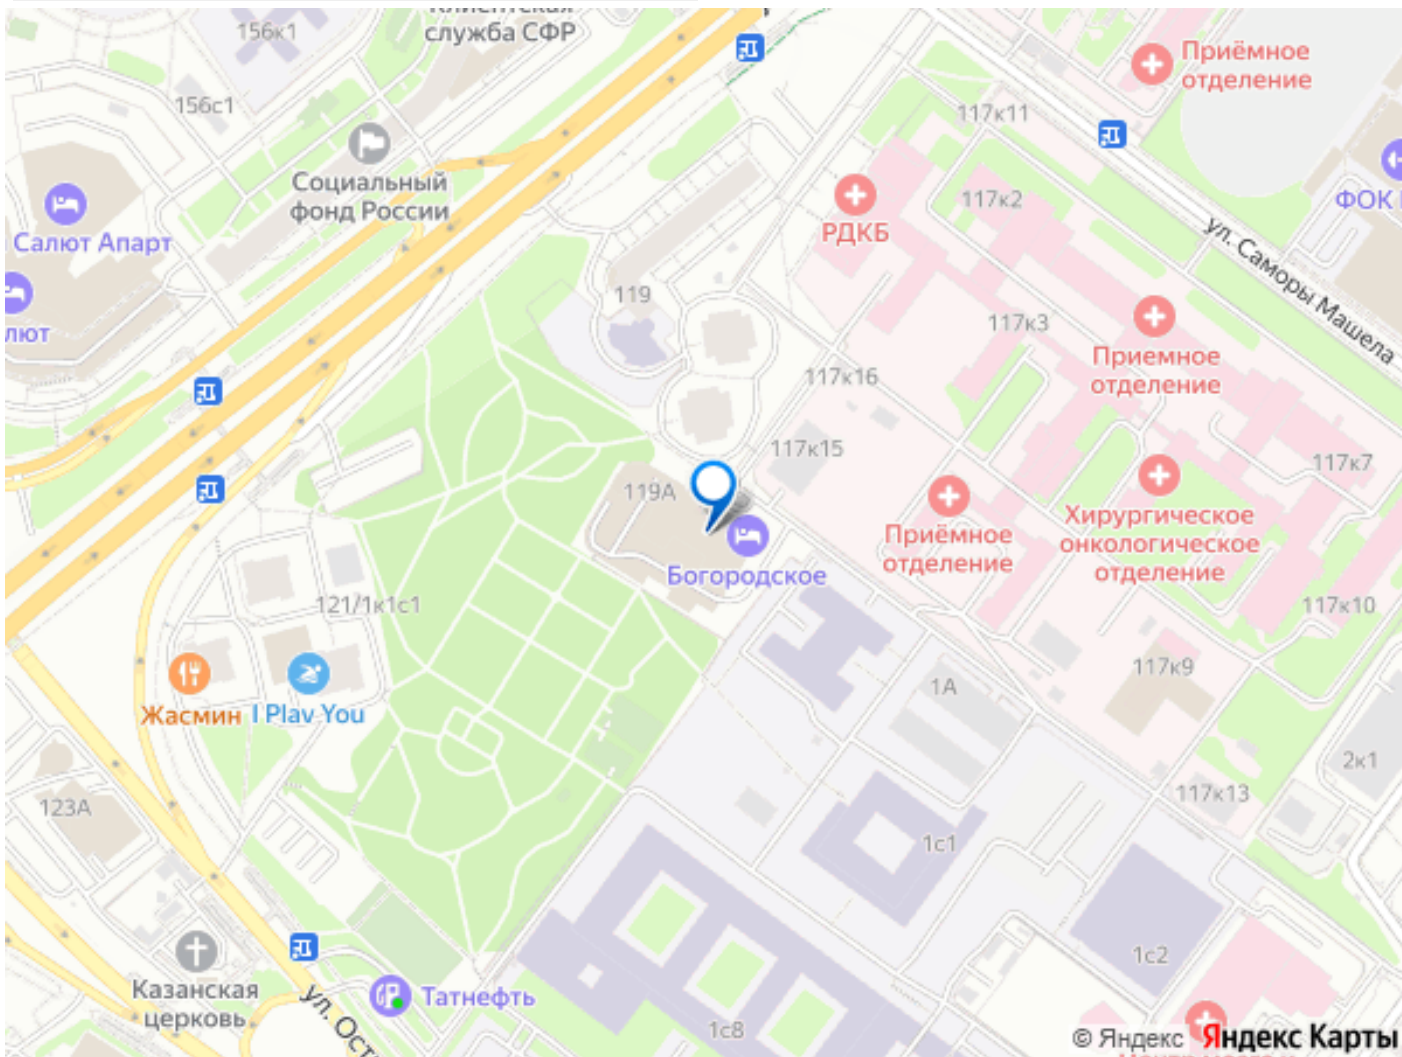 156к1
Клиентская
служба СФР
Приёмное
отделение
156с1
117к11
Социальный
фонд России
ФОК
117к2
РДКБ
Салют Апарт
ул. Саморы Машела
лют
119
117к3
Приемное
отделение
117к16
117к15
117к7
119А
Хирургическое
онкологическое
отделение
Приёмное
отделение
Богородское
121/1к1с1
117к10
117к9
1А
Жасмин
I Plav You
2к1
123А
117к13
1с1
1с2
Казанская
церковь
Татнефть
ул. Ост
1с8
© Яндекс Яндекс Карты